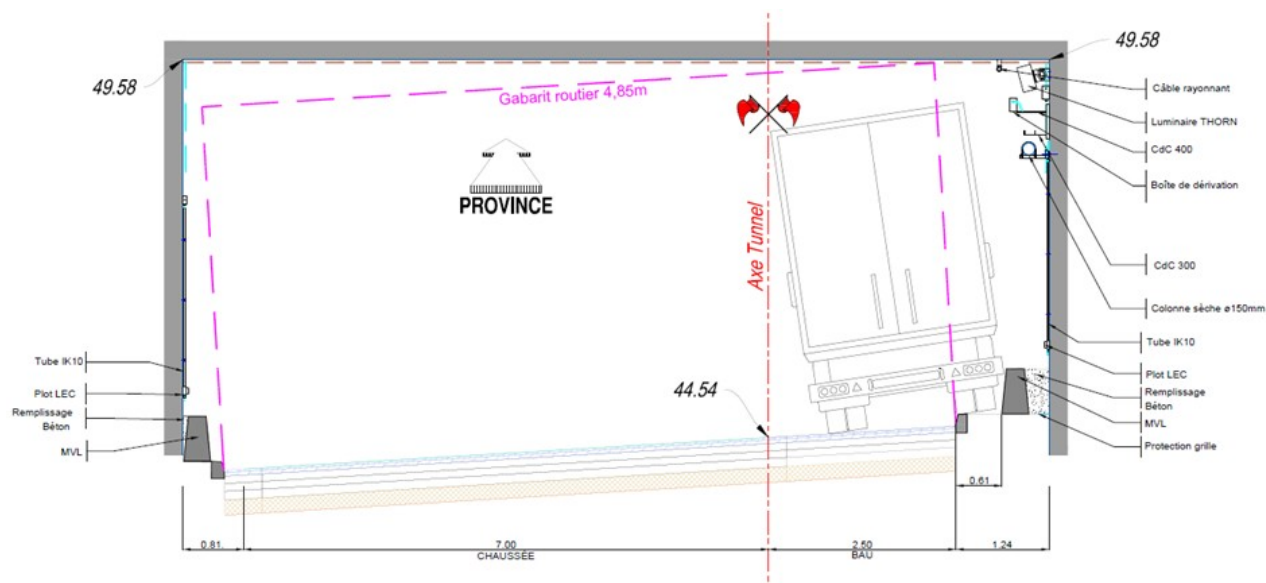 49.58
49.58
Gabarit routier 4,85m
Câble rayonnant
Luminaire THORN
CdC 400
Boîte de dérivation
PROVINCE
Axe Tunnel
CdC 300
Colonne sèche ø150mm
Tube IK10
Tube IK10
Plot LEC
Plot LEC
Remplissage
Béton
44.54
Remplissage
Béton
MVL
MVL
Protection grille
0.61
0.81
7.00
2.50
1.24
CHAUSSÉE
BAU